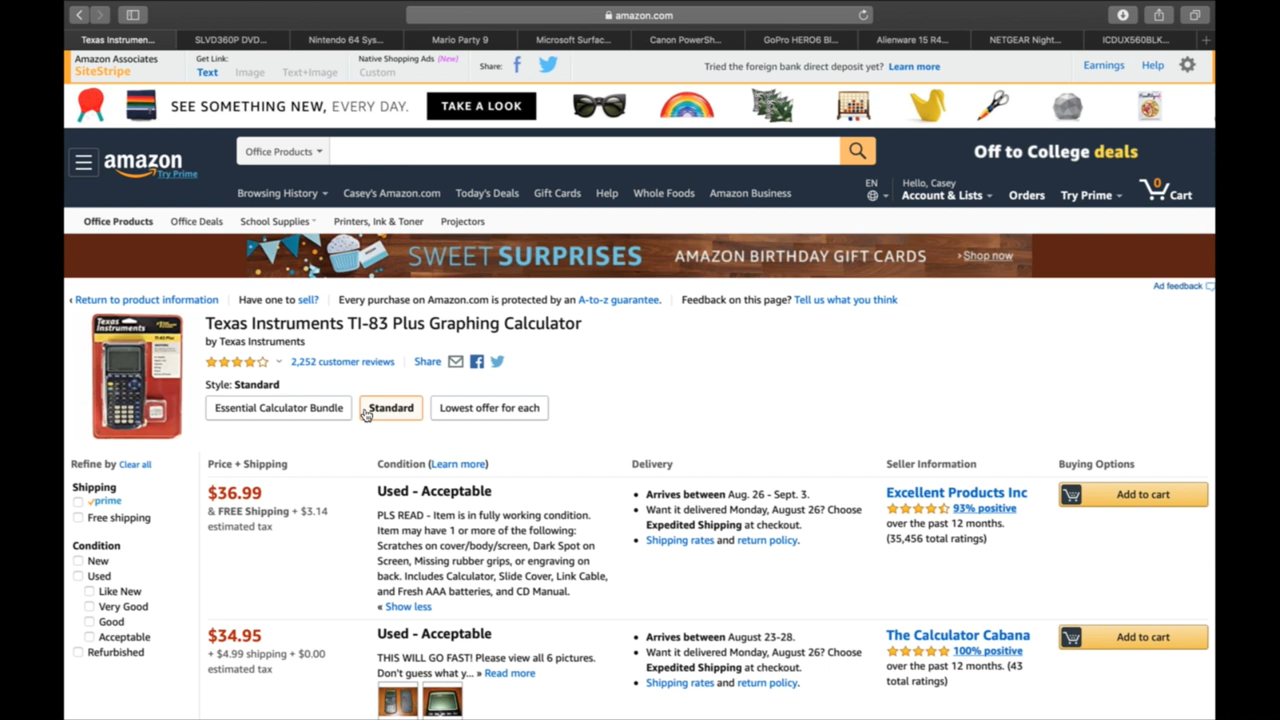 amazon.com
Texas Instrumen...
SLVD360P DVD...
Nintendo 64 Sys...
Mario Party 9
Microsoft Surfac...
Canon PowerSh...
GoPro HERO6 Bl...
Alienware 15 R4...
NETGEAR Night...
ICDUX560BLK...
Amazon Associates
SiteStripe
Get Link:
Text Image Text+Image
Native Shopping Ads (New)
Custom
Share:
Tried the foreign bank direct deposit yet? Learn more
Earnings Help
SEE SOMETHING NEW, EVERY DAY.
TAKE A LOOK
amazon
Try Prime
Office Products
Off to College deals
Browsing History Casey's Amazon.com Today's Deals Gift Cards Help Whole Foods Amazon Business
EN
Hello, Casey
Account & Lists
Orders
Try Prime
0
Cart
Office Products Office Deals School Supplies Printers, Ink & Toner Projectors
SWEET SURPRISES AMAZON BIRTHDAY GIFT CARDS › Shop now
Ad feedback
‹ Return to product information Have one to sell? Every purchase on Amazon.com is protected by an A-to-z guarantee. Feedback on this page? Tell us what you think
Texas Instruments
TI-83 Plus
Texas Instruments TI-83 Plus Graphing Calculator
by Texas Instruments
2,252 customer reviews Share
Style: Standard
Essential Calculator Bundle Standard Lowest offer for each
Refine by Clear all
Shipping
prime
Free shipping
Condition
New
Used
Like New
Very Good
Good
Acceptable
Refurbished
Price + Shipping Condition (Learn more) Delivery Seller Information Buying Options
$36.99
& FREE Shipping + $3.14
estimated tax
Used - Acceptable
PLS READ - Item is in fully working condition.
Item may have 1 or more of the following:
Scratches on cover/body/screen, Dark Spot on
Screen, Missing rubber grips, or engraving on
back. Includes Calculator, Slide Cover, Link Cable,
and Fresh AAA batteries, and CD Manual.
« Show less
• Arrives between Aug. 26 - Sept. 3.
• Want it delivered Monday, August 26? Choose
Expedited Shipping at checkout.
• Shipping rates and return policy.
Excellent Products Inc
93% positive
over the past 12 months.
(35,456 total ratings)
Add to cart
$34.95
+ $4.99 shipping + $0.00
estimated tax
Used - Acceptable
THIS WILL GO FAST! Please view all 6 pictures.
Don't guess what y... » Read more
• Arrives between August 23-28.
• Want it delivered Monday, August 26? Choose
Expedited Shipping at checkout.
• Shipping rates and return policy.
The Calculator Cabana
100% positive
over the past 12 months. (43
total ratings)
Add to cart